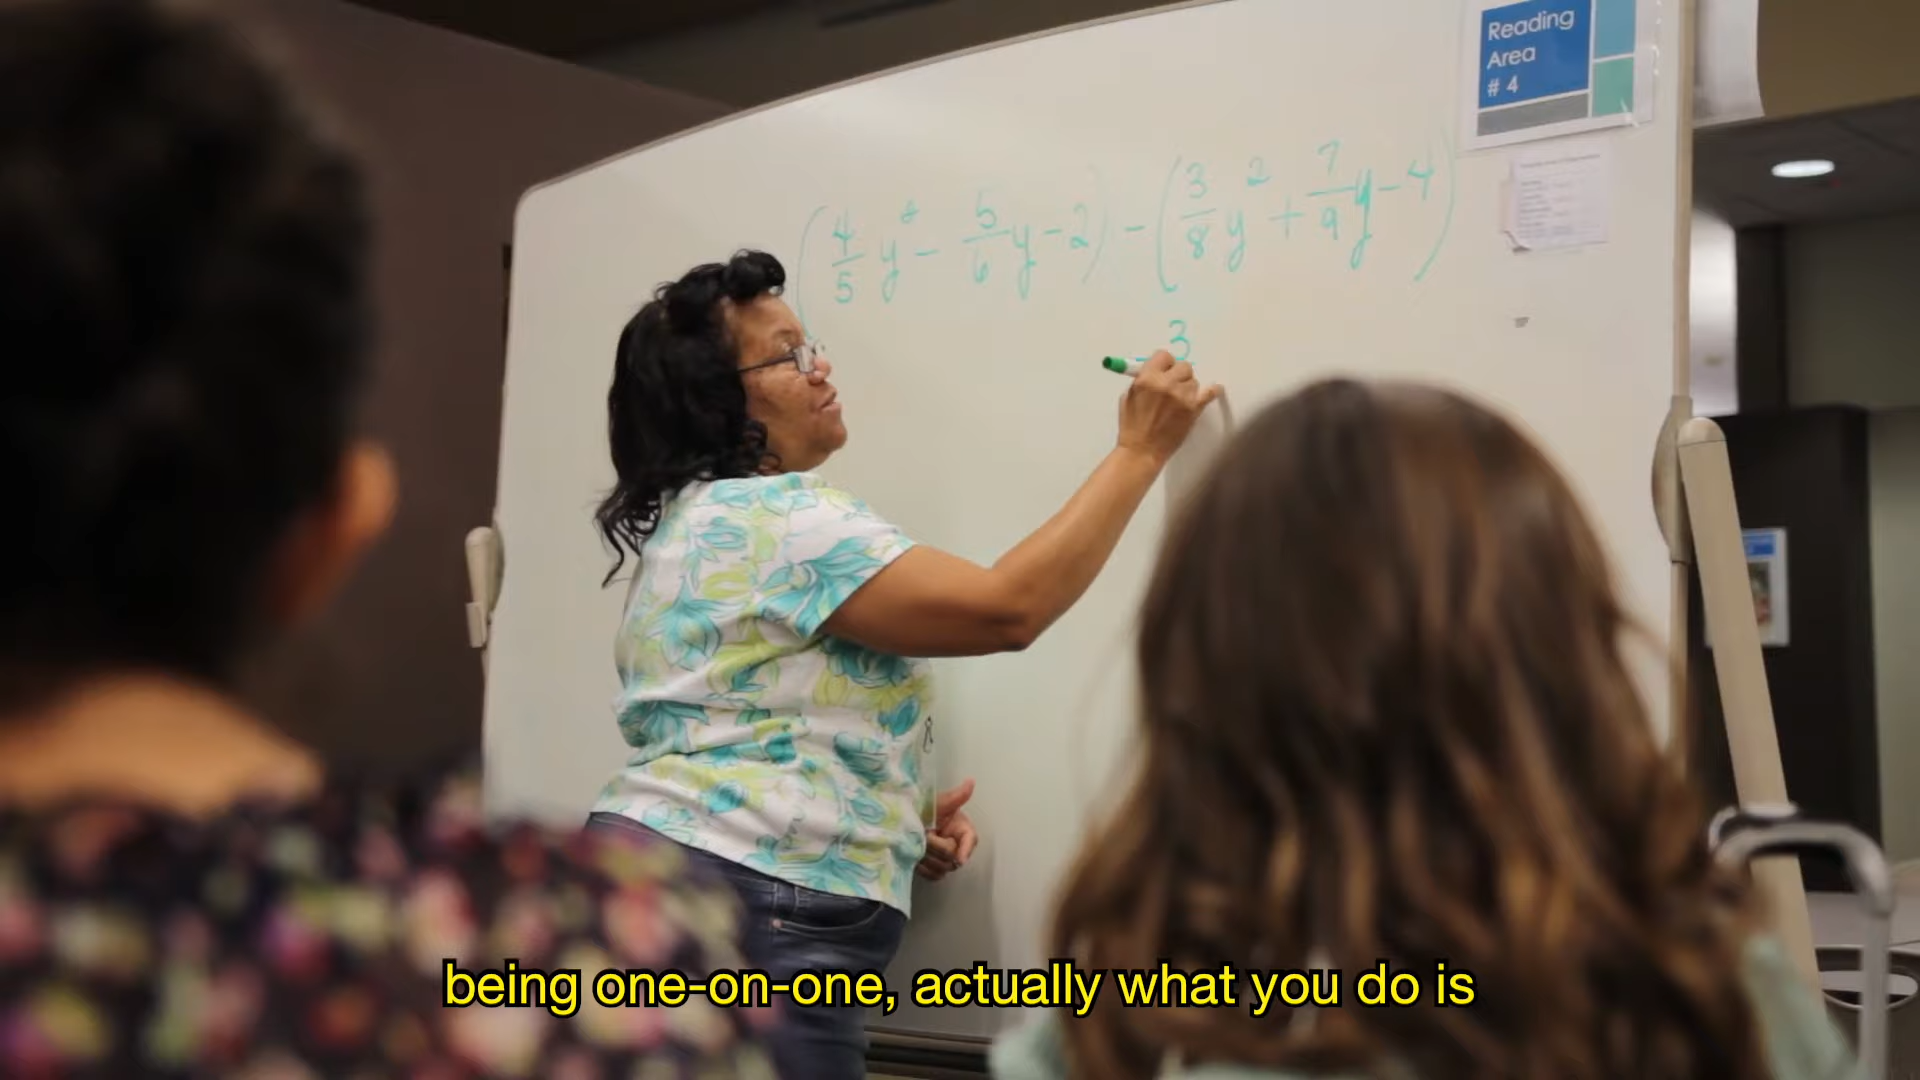 Reading
Area
# 4
(4/5 y² - 5/6 y - 2) - (3/8 y² + 7/9 y - 4)
- 3
being one-on-one, actually what you do is